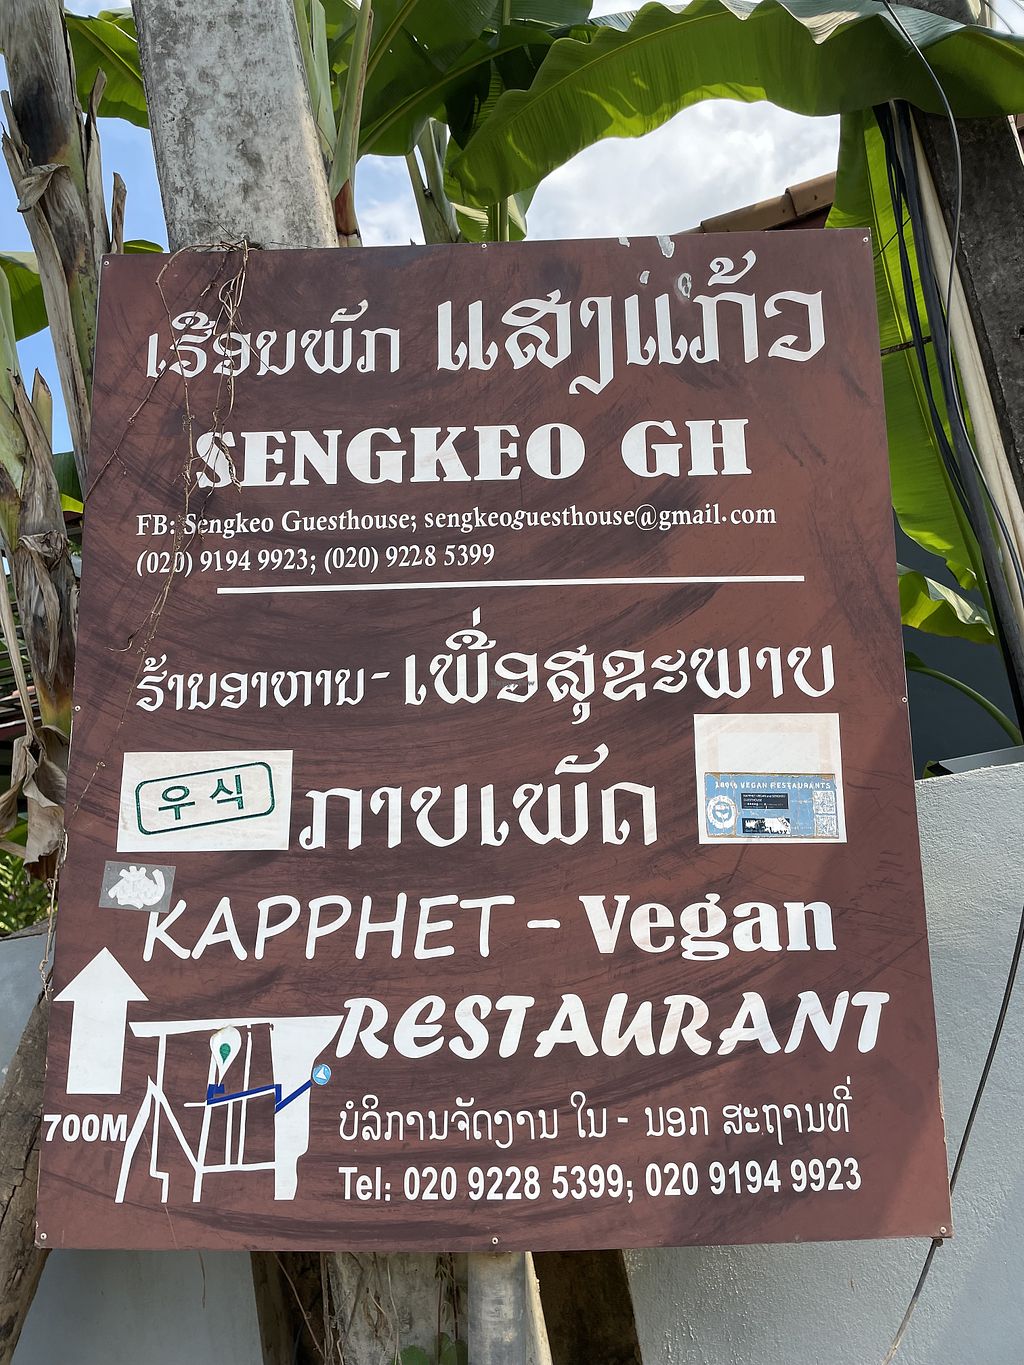 ເຮືອນພັກ ແສງແກ້ວ
SENGKEO GH
FB: Sengkeo Guesthouse; sengkeoguesthouse@gmail.com
(020) 9194 9923; (020) 9228 5399
ຮ້ານອາຫານ- ເພື່ອສຸຂະພາບ
우식
ກາບເພັດ
100% VEGAN RESTAURANTS
KAPPHET - Vegan
RESTAURANT
700M
ບໍລິການຈັດງານ ໃນ - ນອກ ສະຖານທີ່
Tel: 020 9228 5399; 020 9194 9923